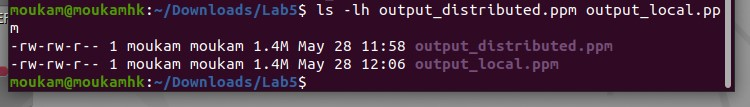 moukam@moukamhk:~/Downloads/Lab5$ ls -lh output_distributed.ppm output_local.pp
m
-rw-rw-r-- 1 moukam moukam 1.4M May 28 11:58 output_distributed.ppm
-rw-rw-r-- 1 moukam moukam 1.4M May 28 12:06 output_local.ppm
moukam@moukamhk:~/Downloads/Lab5$